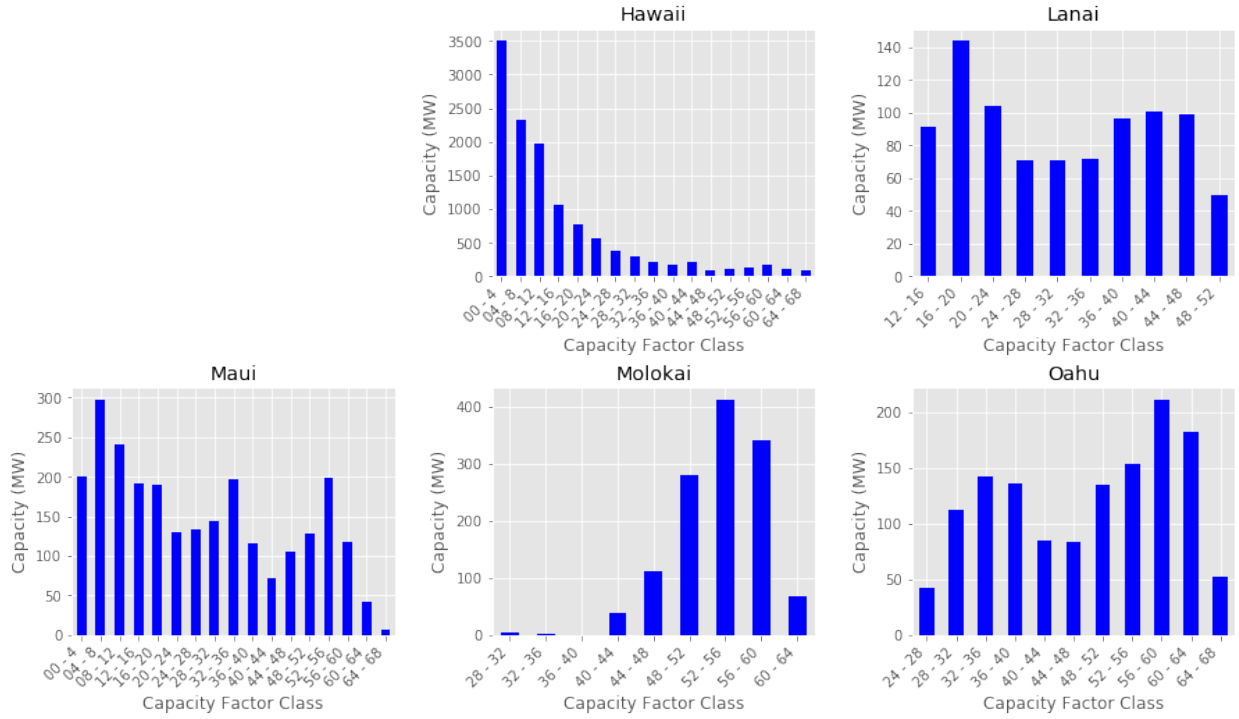 Hawaii
Capacity (MW)
3500
3000
2500
2000
1500
1000
500
0
00 - 4
04 - 8
08 - 12
12 - 16
16 - 20
20 - 24
24 - 28
28 - 32
32 - 36
36 - 40
40 - 44
44 - 48
48 - 52
52 - 56
56 - 60
60 - 64
64 - 68
Capacity Factor Class
Lanai
Capacity (MW)
140
120
100
80
60
40
20
0
12 - 16
16 - 20
20 - 24
24 - 28
28 - 32
32 - 36
36 - 40
40 - 44
44 - 48
48 - 52
Capacity Factor Class
Maui
Capacity (MW)
300
250
200
150
100
50
0
00 - 4
04 - 8
08 - 12
12 - 16
16 - 20
20 - 24
24 - 28
28 - 32
32 - 36
36 - 40
40 - 44
44 - 48
48 - 52
52 - 56
56 - 60
60 - 64
64 - 68
Capacity Factor Class
Molokai
Capacity (MW)
400
300
200
100
0
28 - 32
32 - 36
36 - 40
40 - 44
44 - 48
48 - 52
52 - 56
56 - 60
60 - 64
Capacity Factor Class
Oahu
Capacity (MW)
200
150
100
50
0
24 - 28
28 - 32
32 - 36
36 - 40
40 - 44
44 - 48
48 - 52
52 - 56
56 - 60
60 - 64
64 - 68
Capacity Factor Class